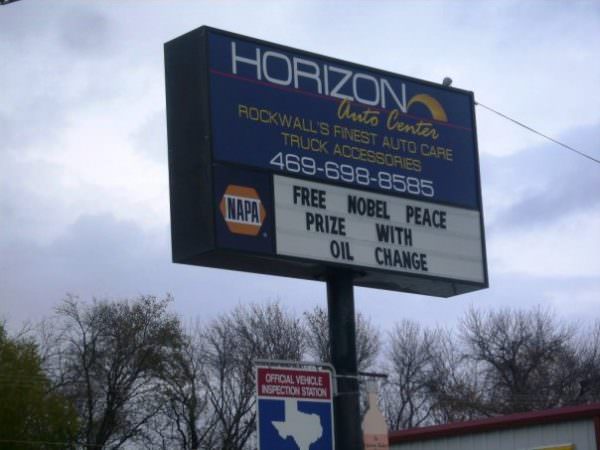 HORIZON
Auto Center
ROCKWALL'S FINEST AUTO CARE
TRUCK ACCESSORIES
469-698-8585
NAPA
FREE NOBEL PEACE
PRIZE WITH
OIL CHANGE
OFFICIAL VEHICLE
INSPECTION STATION